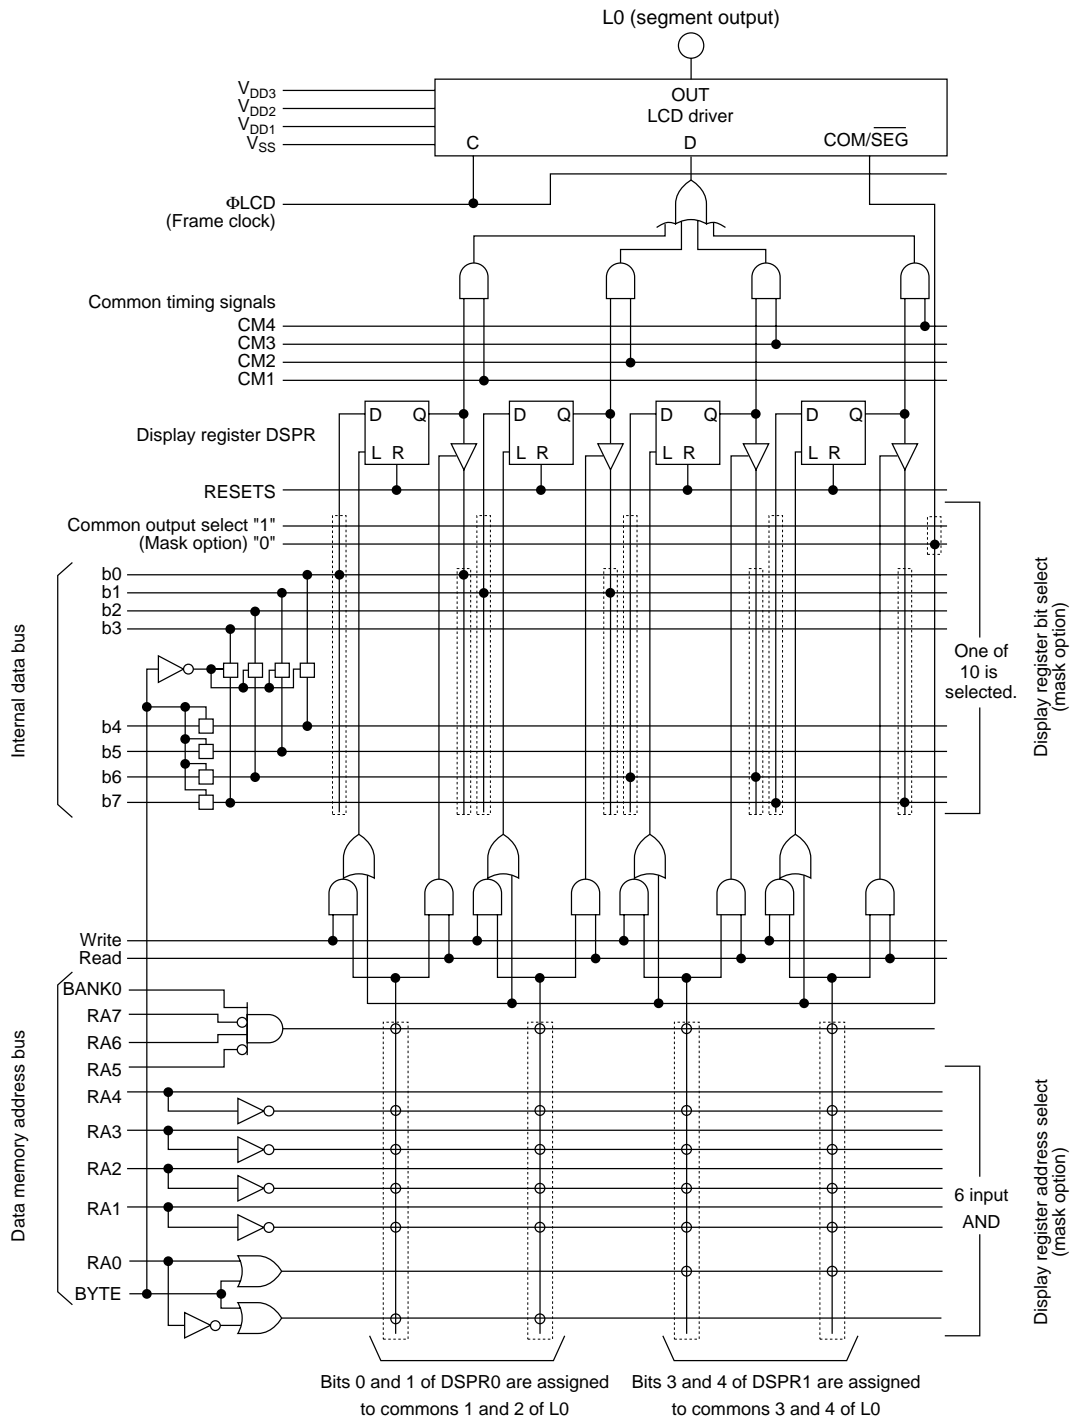 L0 (segment output)
VDD3
VDD2
VDD1
VSS
OUT
LCD driver
C
D
COM/SEG
ΦLCD
(Frame clock)
Common timing signals
CM4
CM3
CM2
CM1
Display register DSPR
D Q
L R
D Q
L R
D Q
L R
D Q
L R
RESETS
Common output select "1"
(Mask option) "0"
Internal data bus
b0
b1
b2
b3
b4
b5
b6
b7
One of
10 is
selected.
Display register bit select
(mask option)
Write
Read
Data memory address bus
BANK0
RA7
RA6
RA5
RA4
RA3
RA2
RA1
RA0
BYTE
6 input
AND
Display register address select
(mask option)
Bits 0 and 1 of DSPR0 are assigned
to commons 1 and 2 of L0
Bits 3 and 4 of DSPR1 are assigned
to commons 3 and 4 of L0